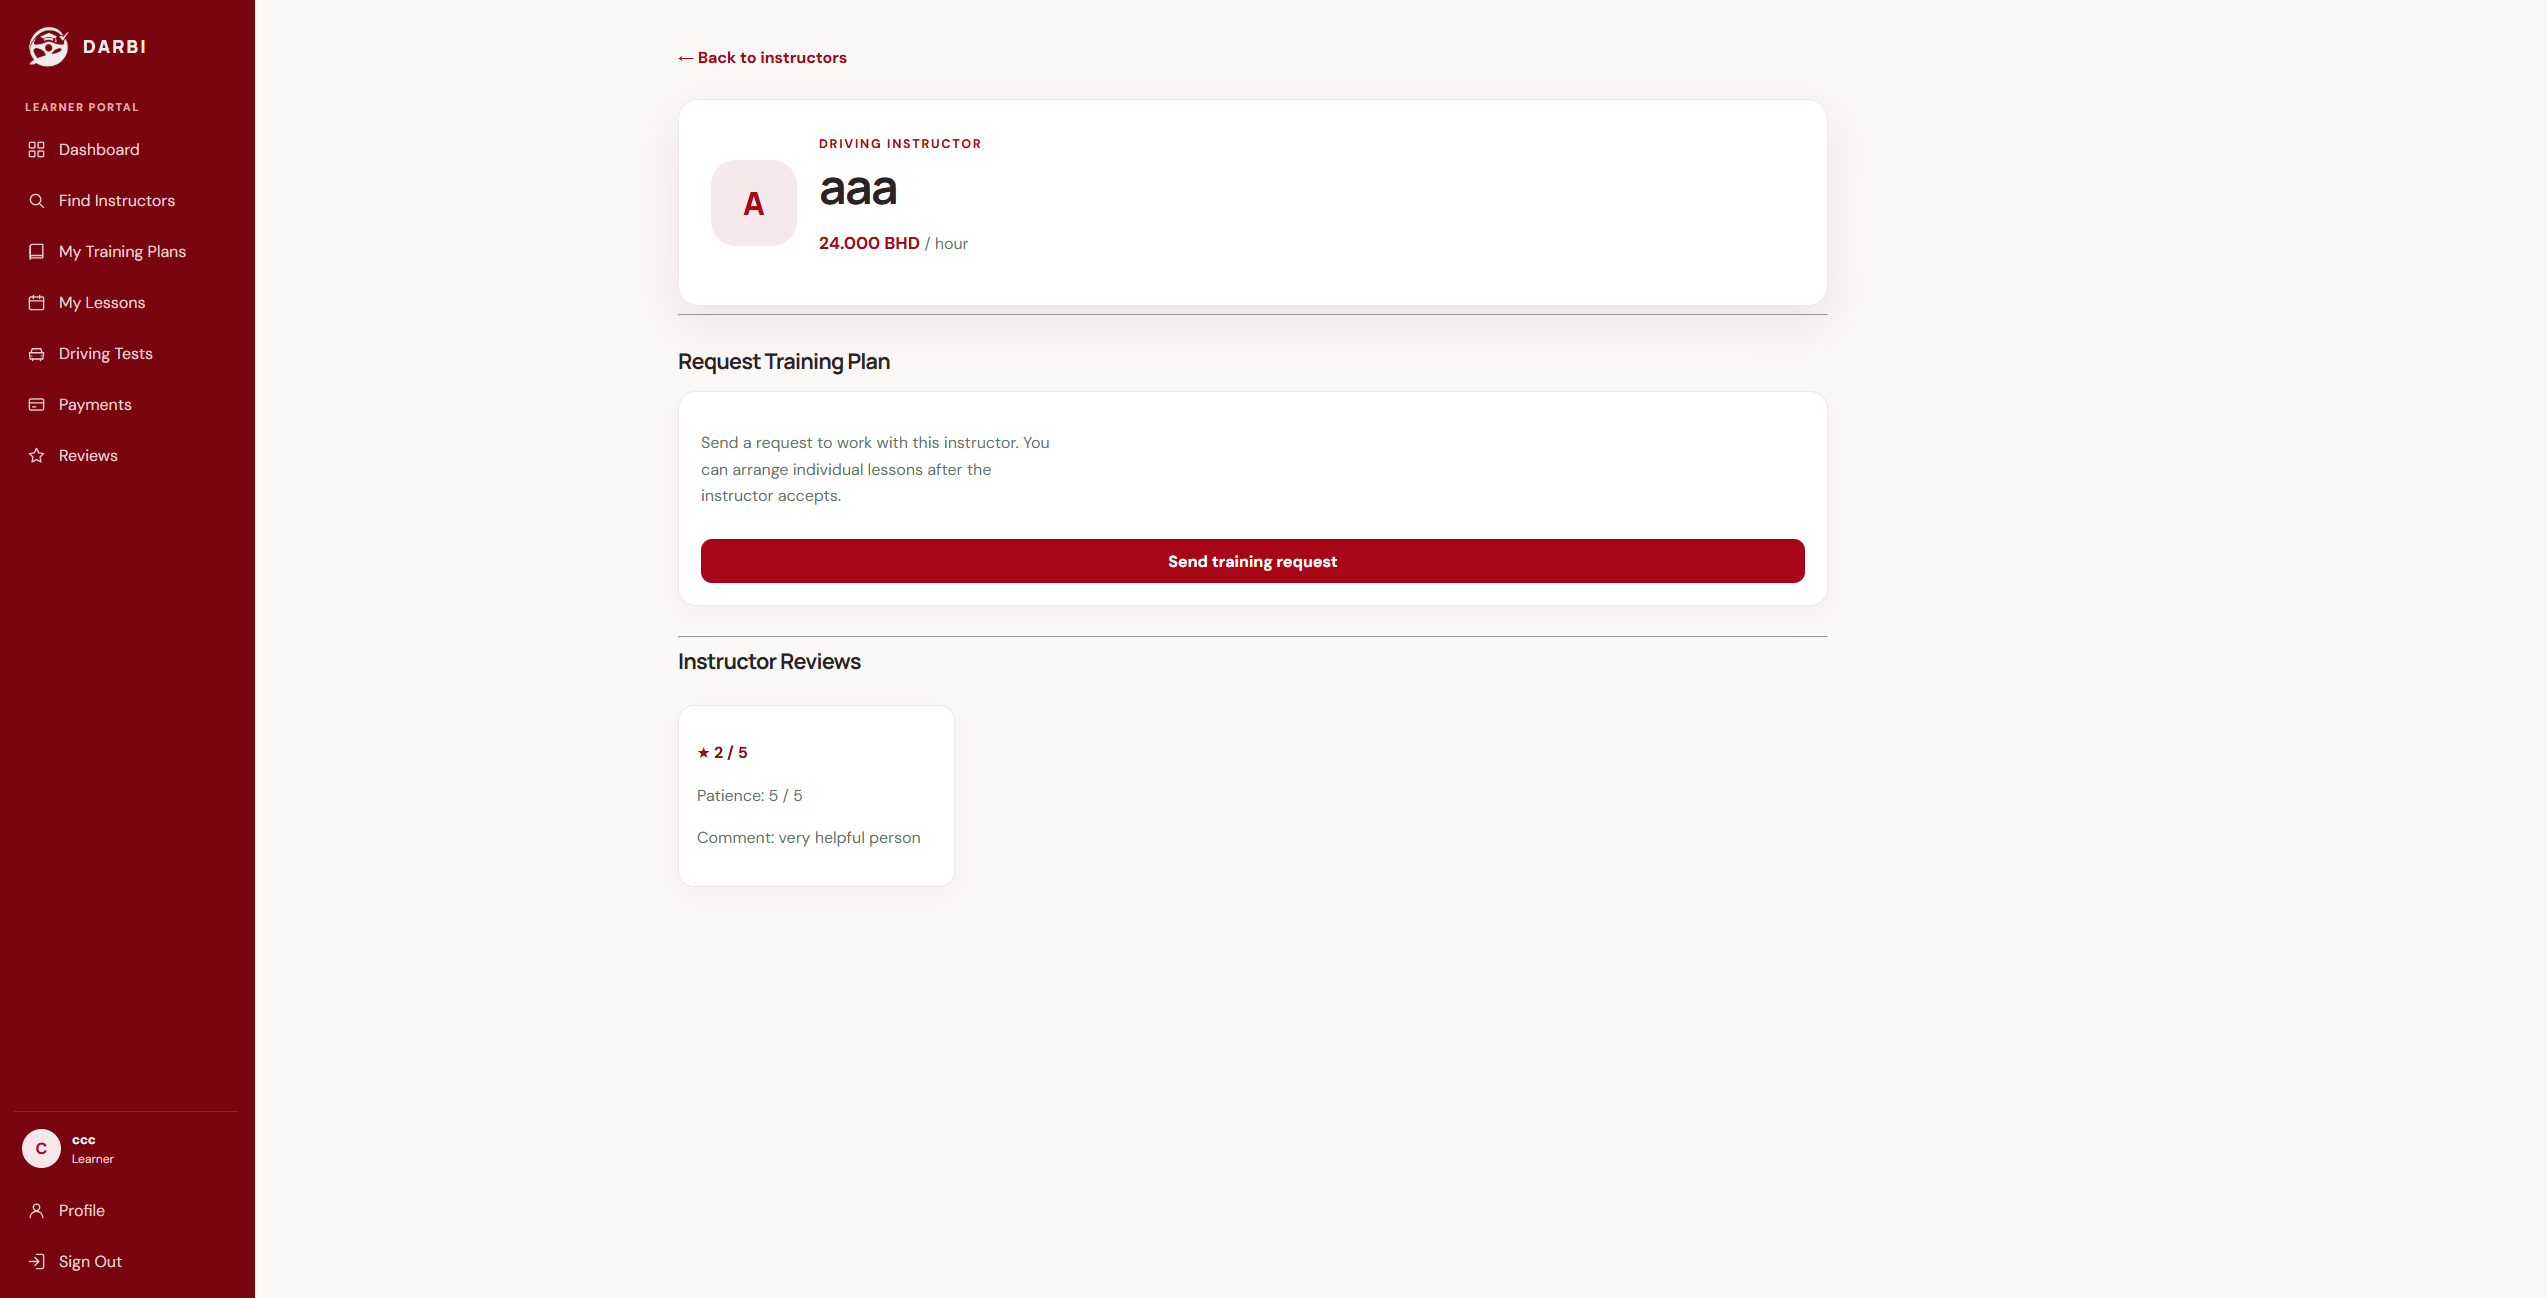 DARBI
LEARNER PORTAL
Dashboard
Find Instructors
My Training Plans
My Lessons
Driving Tests
Payments
Reviews
C
ccc
Learner
Profile
Sign Out
← Back to instructors
DRIVING INSTRUCTOR
A
aaa
24.000 BHD / hour
Request Training Plan
Send a request to work with this instructor. You
can arrange individual lessons after the
instructor accepts.
Send training request
Instructor Reviews
★ 2 / 5
Patience: 5 / 5
Comment: very helpful person